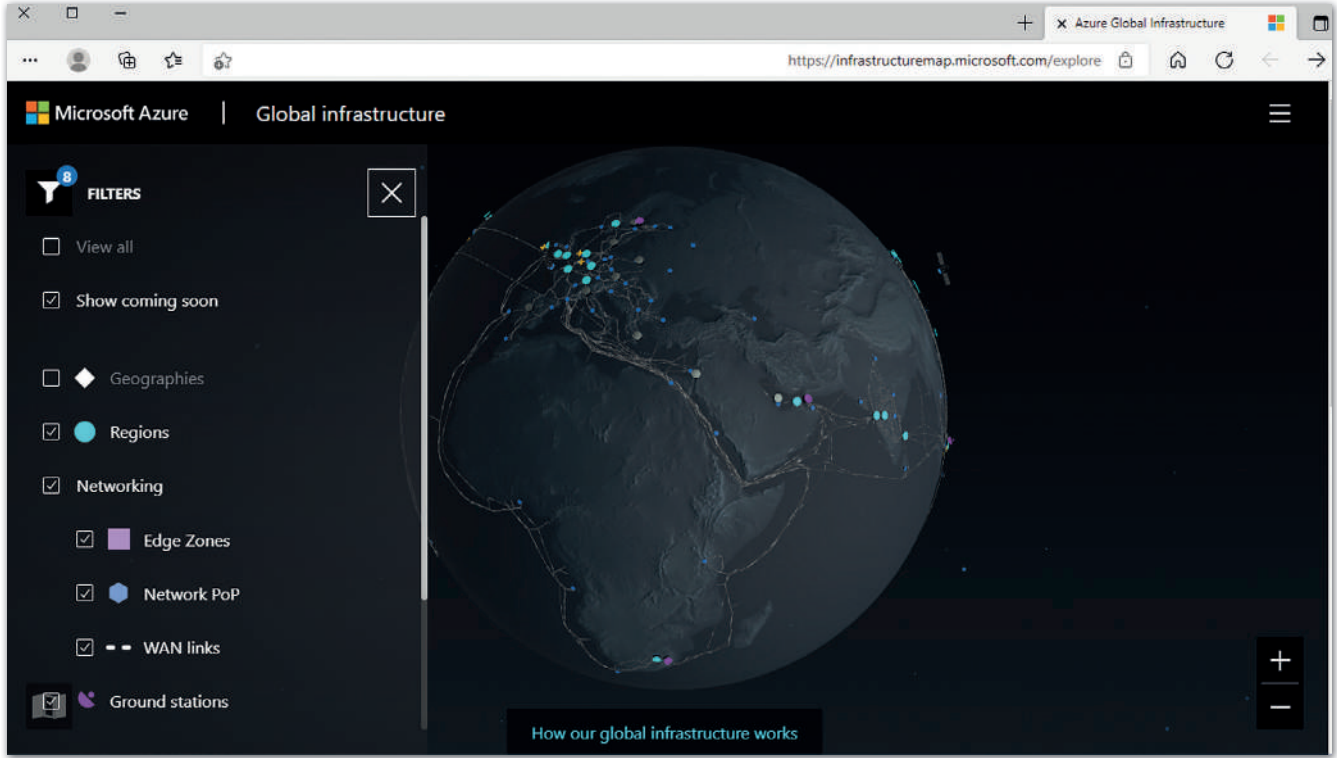 Azure Global Infrastructure
https://infrastructuremap.microsoft.com/explore
Microsoft Azure | Global infrastructure
8
FILTERS
View all
Show coming soon
Geographies
Regions
Networking
Edge Zones
Network PoP
WAN links
Ground stations
How our global infrastructure works